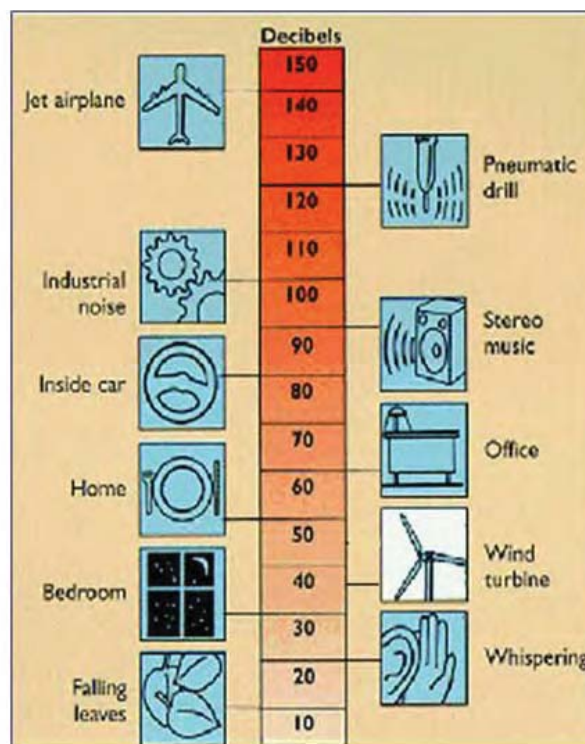 Decibels
150
Jet airplane
140
130
Pneumatic
drill
120
110
Industrial
noise
100
Stereo
music
90
Inside car
80
70
Office
Home
60
50
Wind
turbine
Bedroom
40
30
Whispering
20
Falling
leaves
10